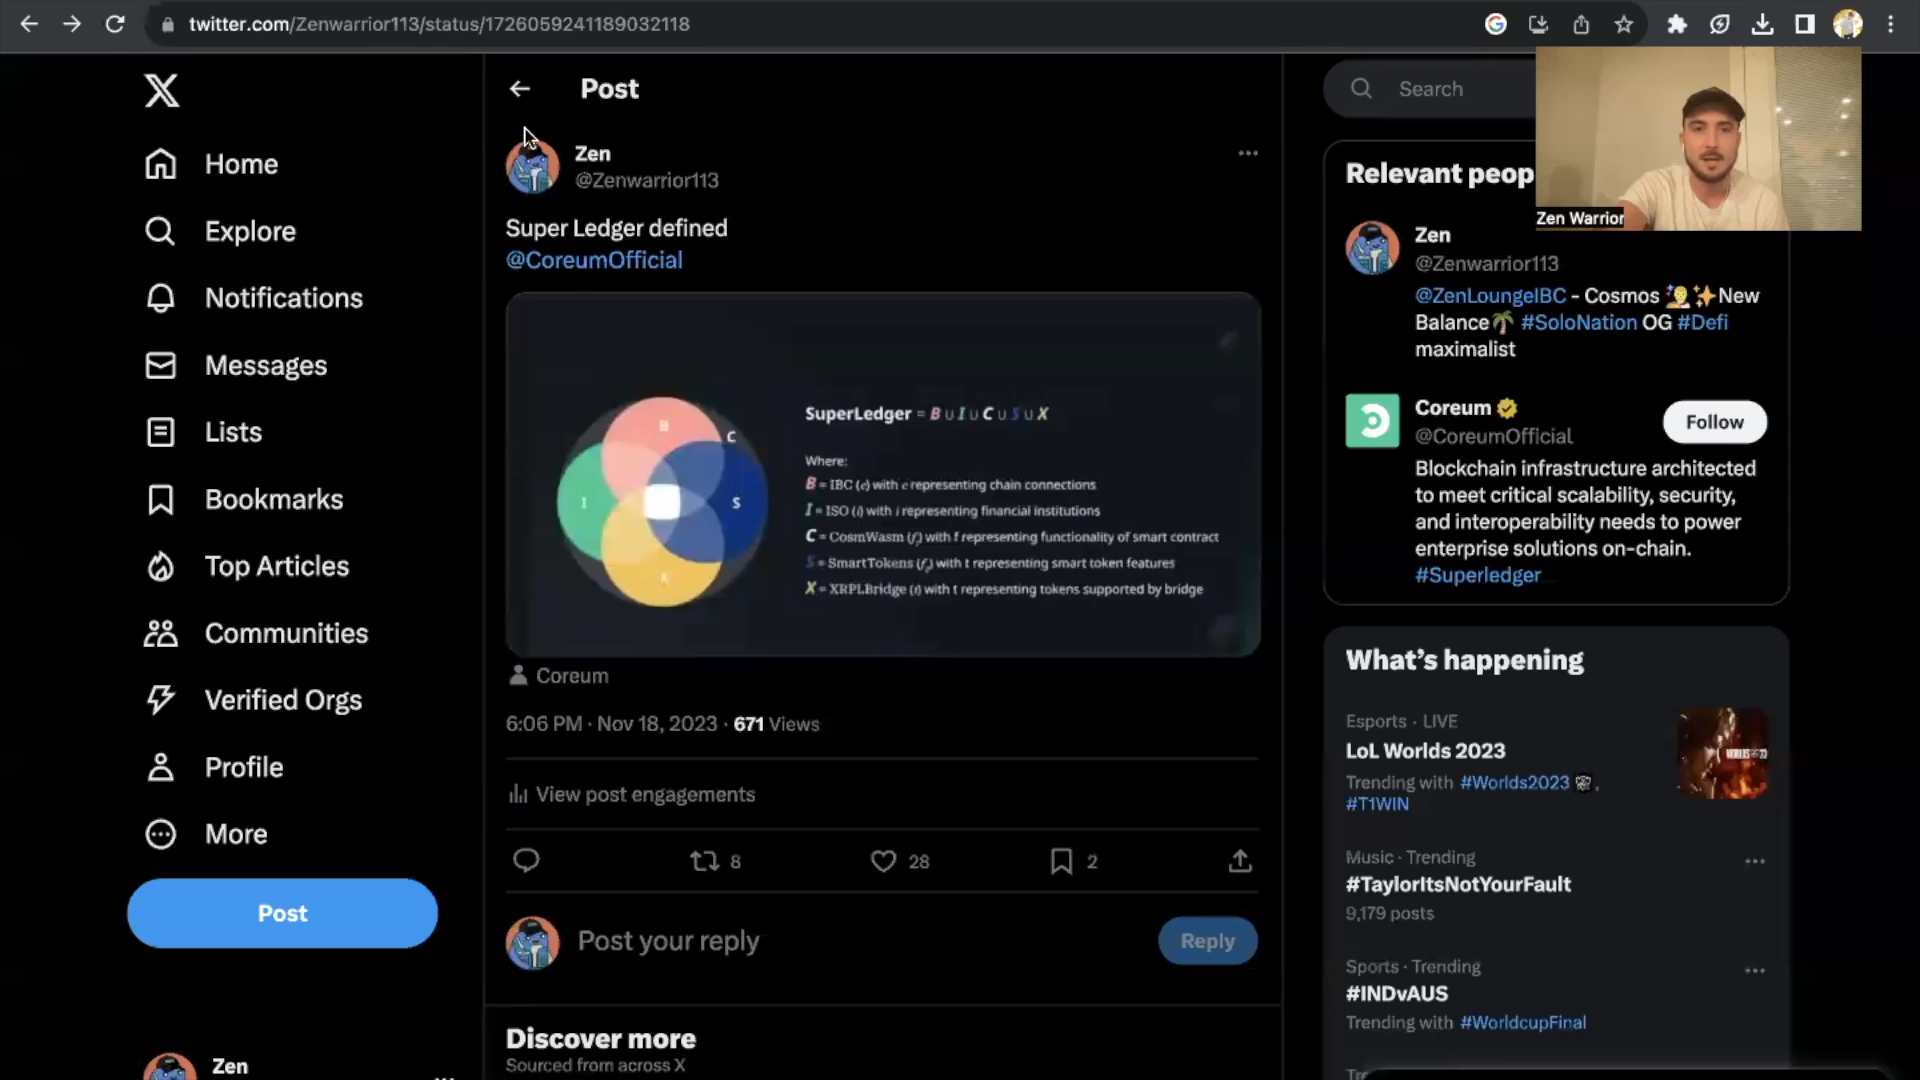 twitter.com/Zenwarrior113/status/1726059241189032118
Home
Explore
Notifications
Messages
Lists
Bookmarks
Top Articles
Communities
Verified Orgs
Profile
More
Post
Zen
Post
Zen
@Zenwarrior113
Super Ledger defined
@CoreumOfficial
B
C
I
S
X
SuperLedger = B ∪ I ∪ C ∪ S ∪ X
Where:
B = IBC (c) with c representing chain connections
I = ISO (i) with i representing financial institutions
C = CosmWasm (f) with f representing functionality of smart contract
S = SmartTokens (f) with t representing smart token features
X = XRPLBridge (t) with t representing tokens supported by bridge
Coreum
6:06 PM · Nov 18, 2023 · 671 Views
View post engagements
8
28
2
Post your reply
Reply
Discover more
Sourced from across X
Search
Zen Warrior
Relevant peop
Zen
@Zenwarrior113
@ZenLoungeIBC - Cosmos New
Balance #SoloNation OG #Defi
maximalist
Coreum
@CoreumOfficial
Follow
Blockchain infrastructure architected
to meet critical scalability, security,
and interoperability needs to power
enterprise solutions on-chain.
#Superledger
What's happening
Esports · LIVE
LoL Worlds 2023
Trending with #Worlds2023 ,
#T1WIN
Music · Trending
#TaylorItsNotYourFault
9,179 posts
Sports · Trending
#INDvAUS
Trending with #WorldcupFinal